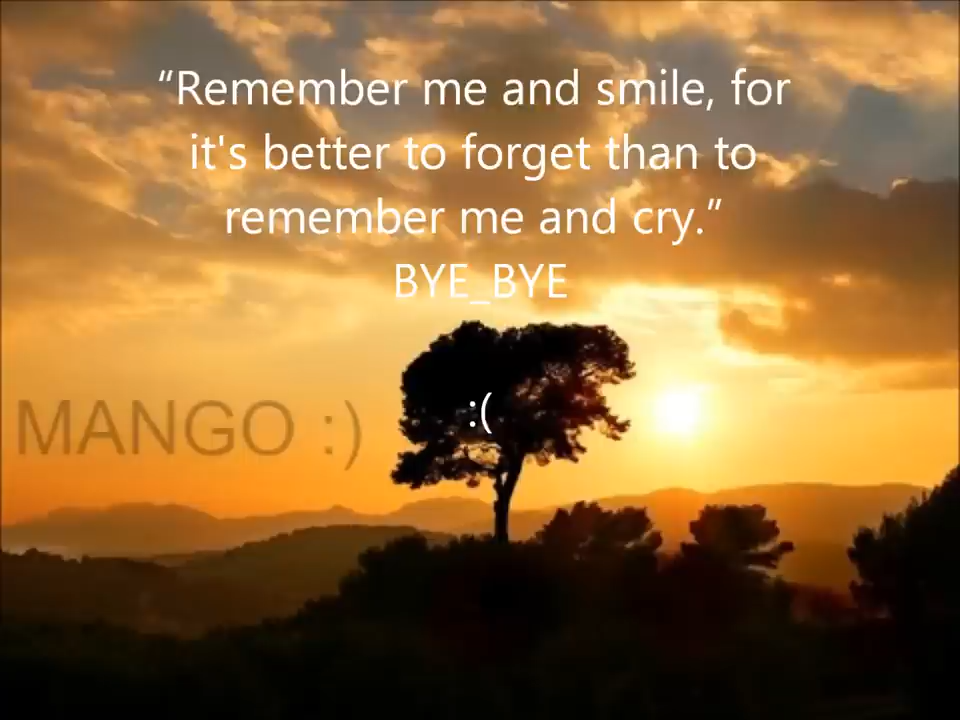 “Remember me and smile, for
it's better to forget than to
remember me and cry.”
BYE_BYE
:(
MANGO :)